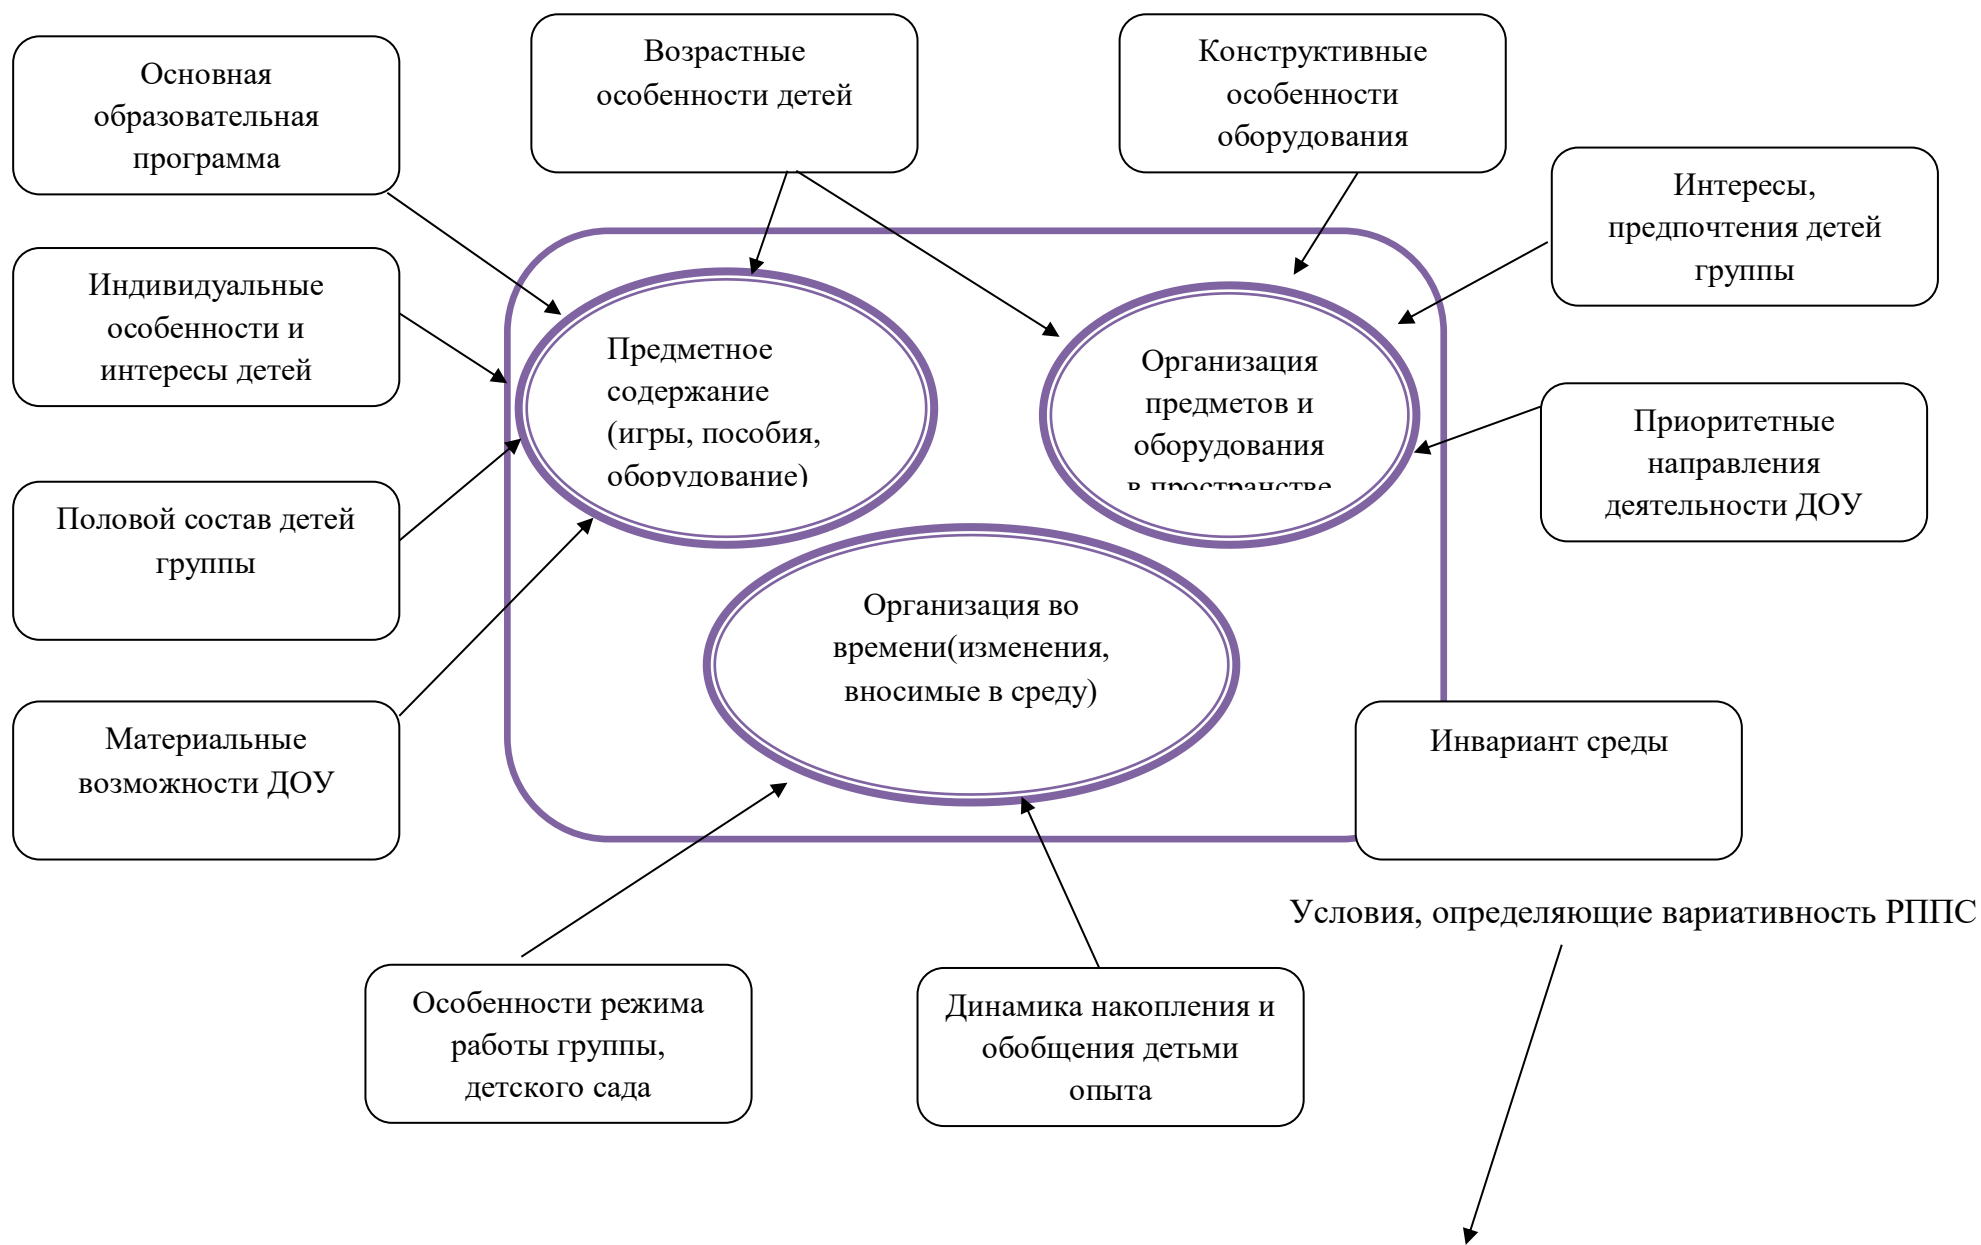 Основная
образовательная
программа
Возрастные
особенности детей
Конструктивные
особенности
оборудования
Интересы,
предпочтения детей
группы
Индивидуальные
особенности и
интересы детей
Предметное
содержание
(игры, пособия,
оборудование)
Организация
предметов и
оборудования
в пространстве
Приоритетные
направления
деятельности ДОУ
Половой состав детей
группы
Организация во
времени(изменения,
вносимые в среду)
Материальные
возможности ДОУ
Инвариант среды
Условия, определяющие вариативность РППС
Особенности режима
работы группы,
детского сада
Динамика накопления и
обобщения детьми
опыта